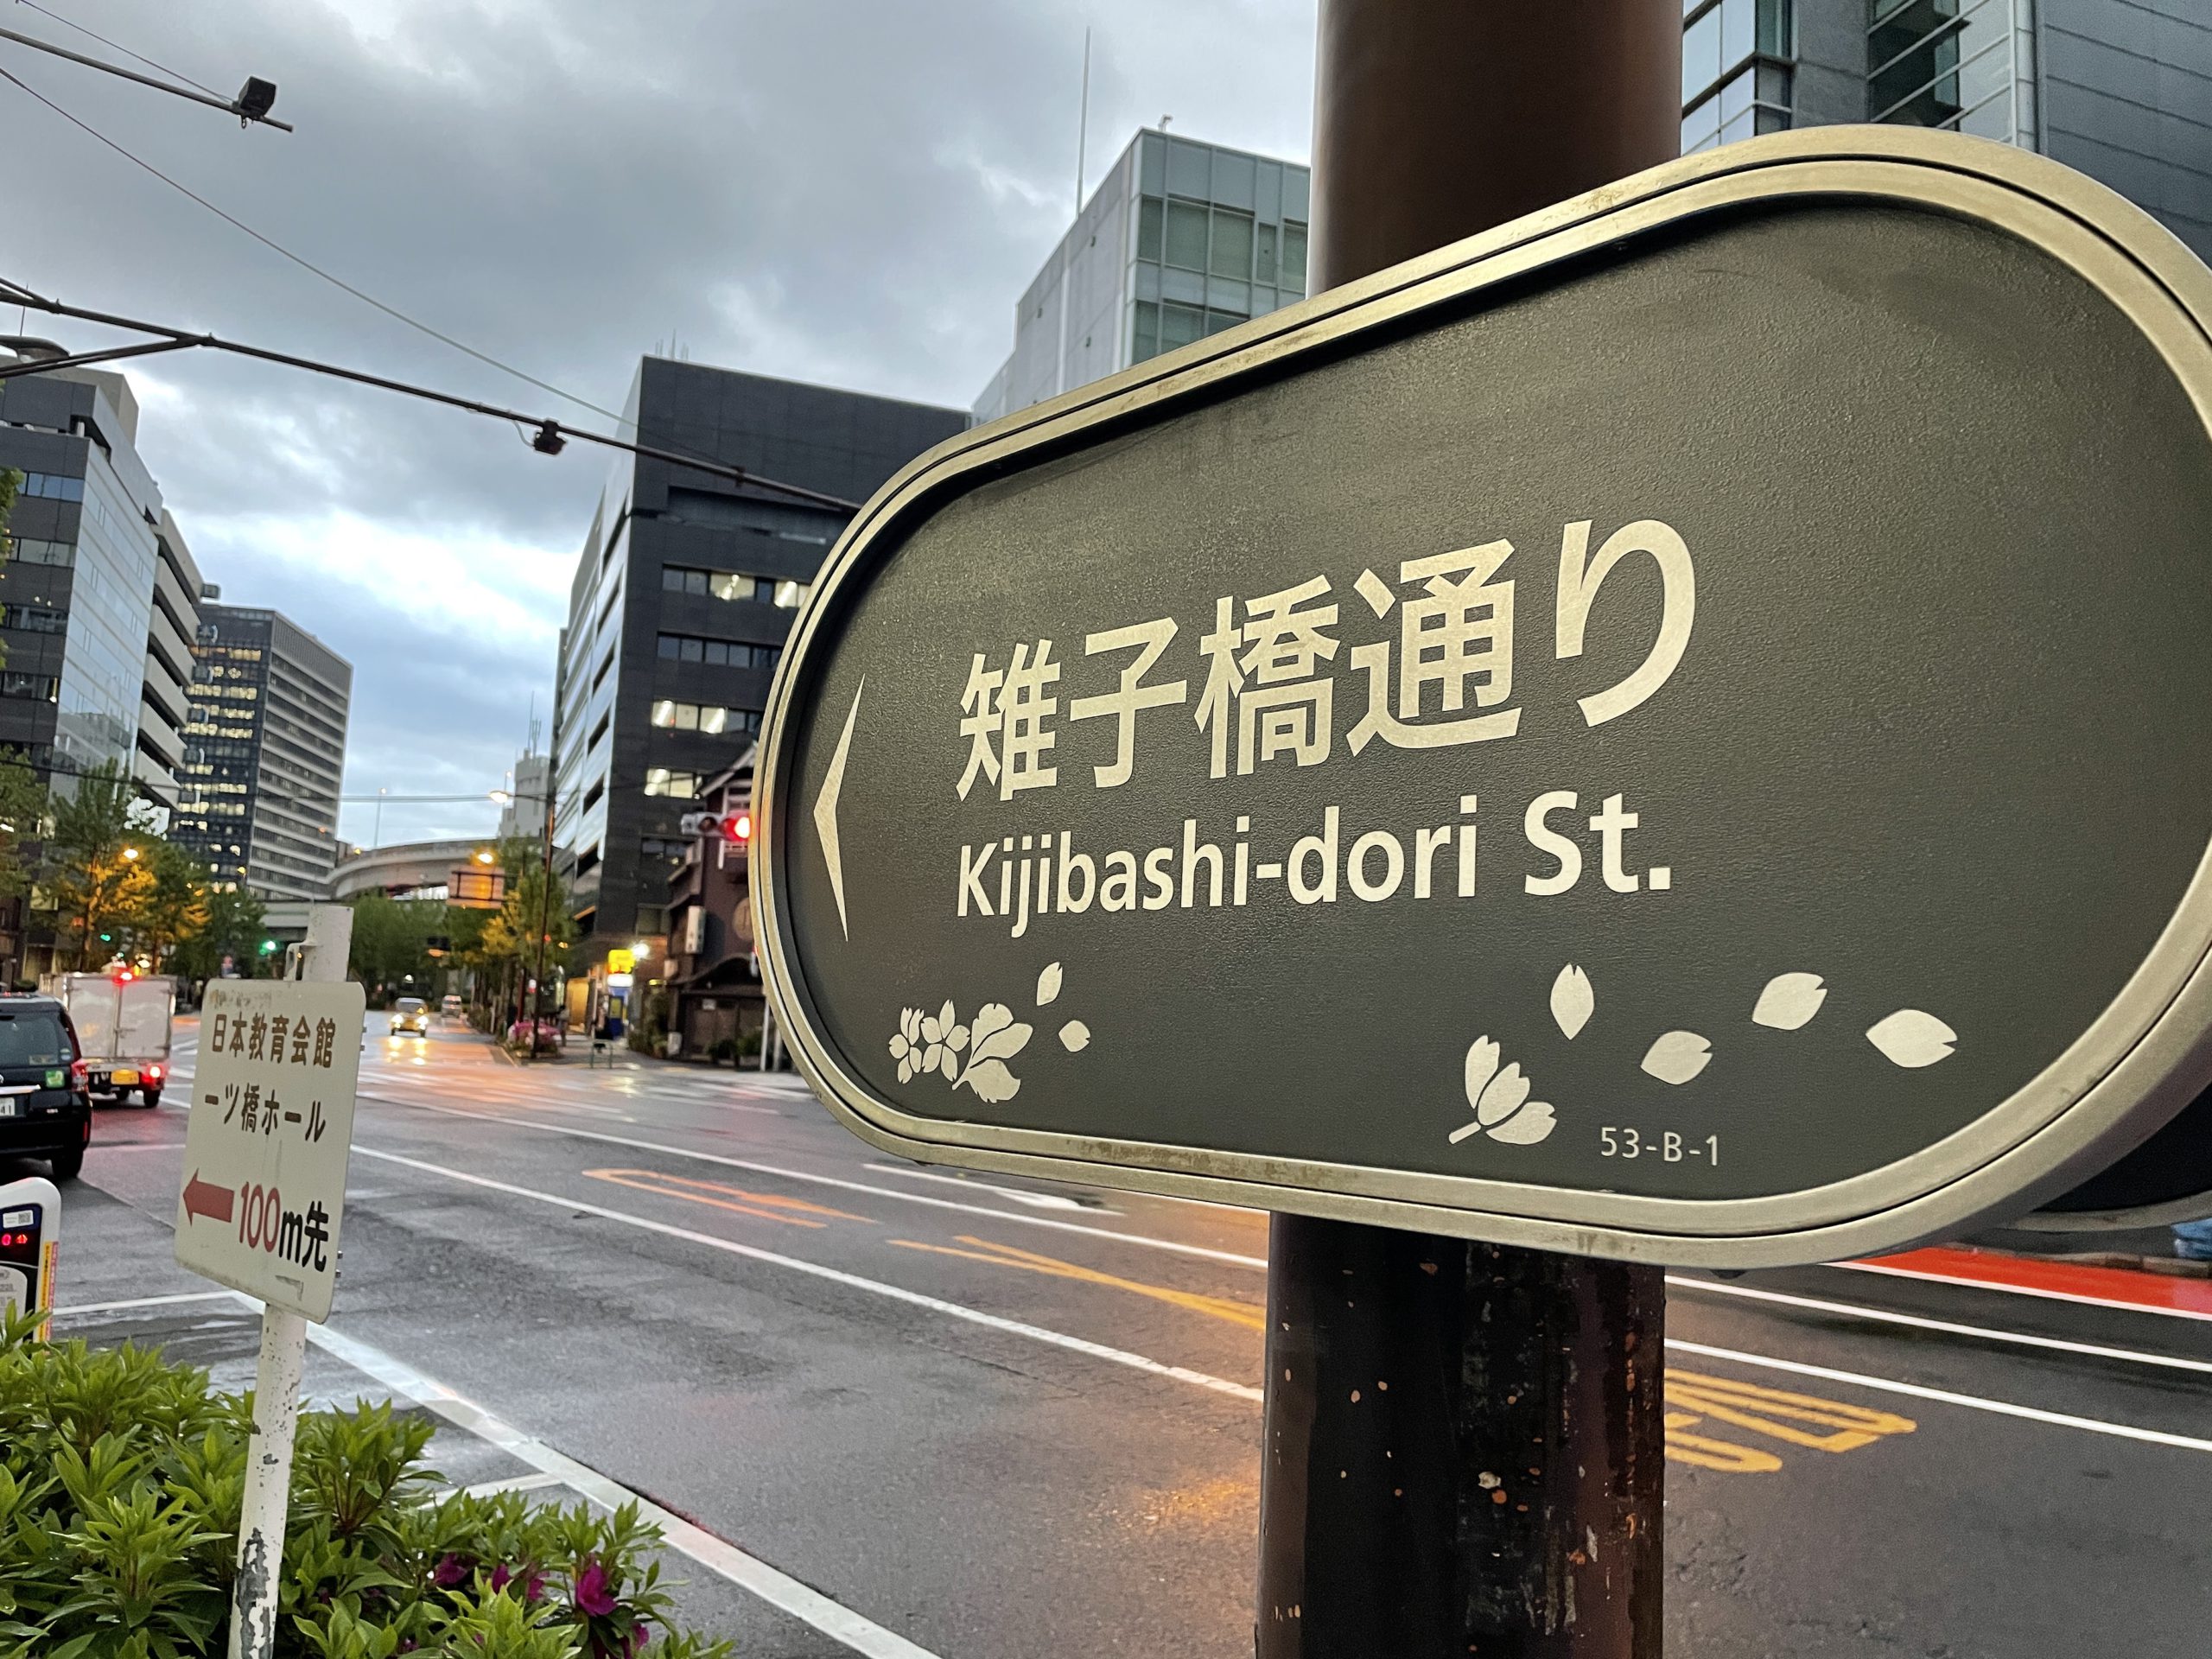 雉子橋通り
Kijibashi-dori St.
53-B-1
日本教育会館
一ツ橋ホール
100m先